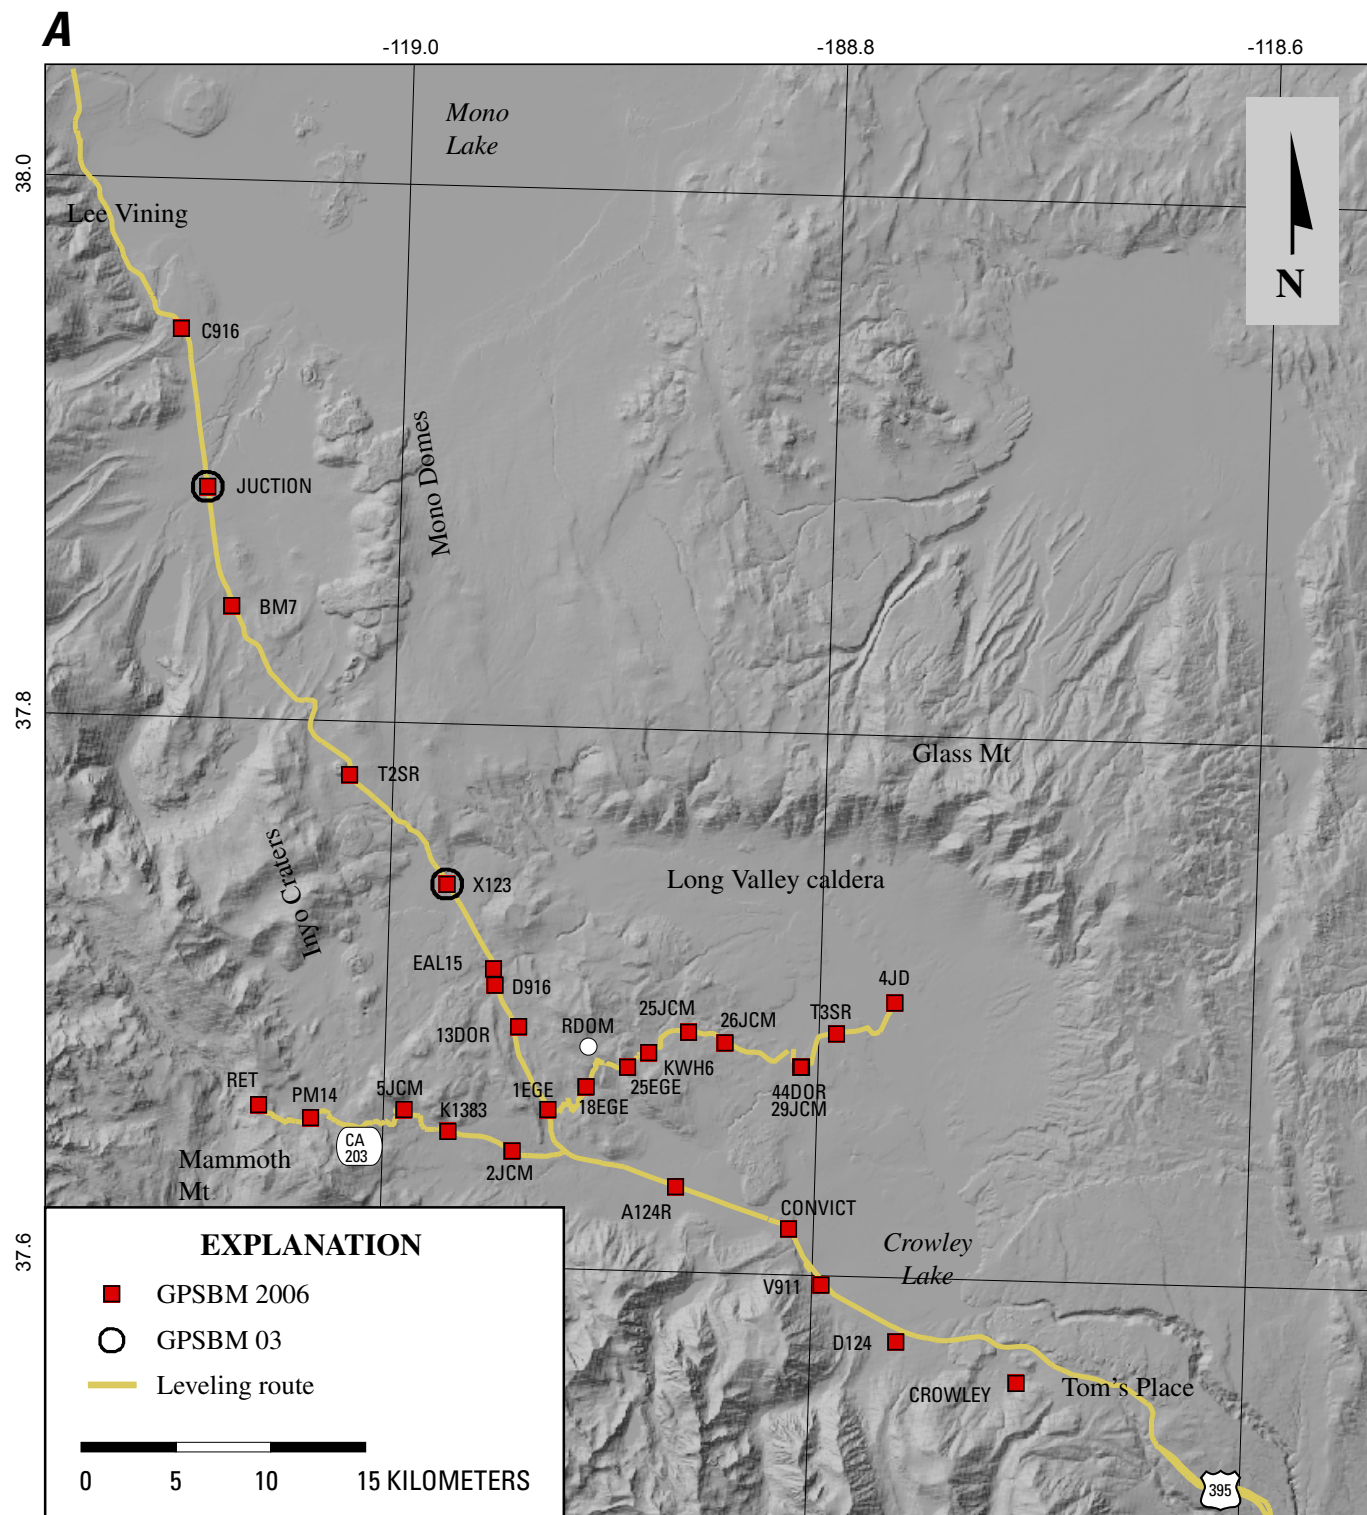 A
-119.0
-188.8
-118.6
Mono
Lake
38.0
Lee Vining
N
C916
Mono Domes
JUCTION
BM7
37.8
Glass Mt
T2SR
Inyo Craters
X123
Long Valley caldera
EAL15
D916
4JD
25JCM
T3SR
26JCM
RDOM
13DOR
KWH6
RET
PM14
5JCM
1EGE
25EGE
44DOR
29JCM
K1383
18EGE
CA
203
Mammoth
Mt
2JCM
A124R
CONVICT
37.6
Crowley
Lake
V911
D124
CROWLEY
Tom's Place
395
EXPLANATION
GPSBM 2006
GPSBM 03
Leveling route
0 5 10 15 KILOMETERS